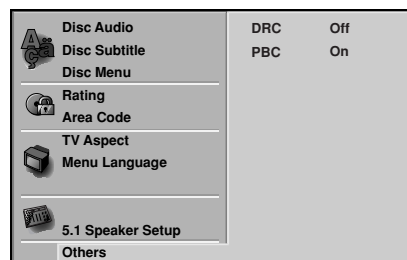 Disc Audio
Disc Subtitle
Disc Menu
Rating
Area Code
TV Aspect
Menu Language
5.1 Speaker Setup
Others
DRC Off
PBC On